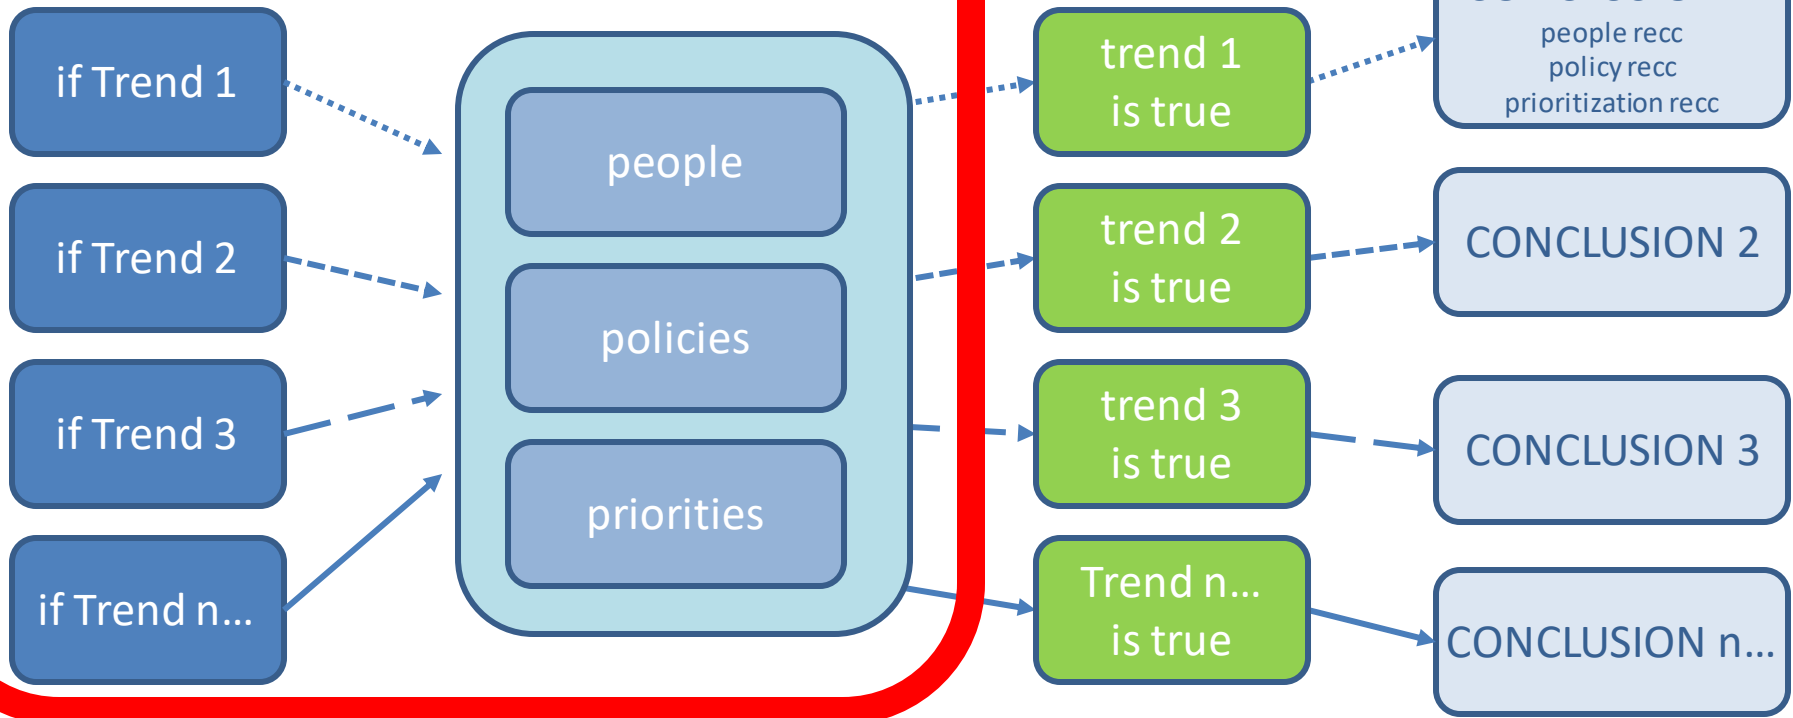 if Trend 1
if Trend 2
if Trend 3
if Trend n...
people
policies
priorities
trend 1
is true
trend 2
is true
trend 3
is true
Trend n...
is true
people recc
policy recc
prioritization recc
CONCLUSION 2
CONCLUSION 3
CONCLUSION n...